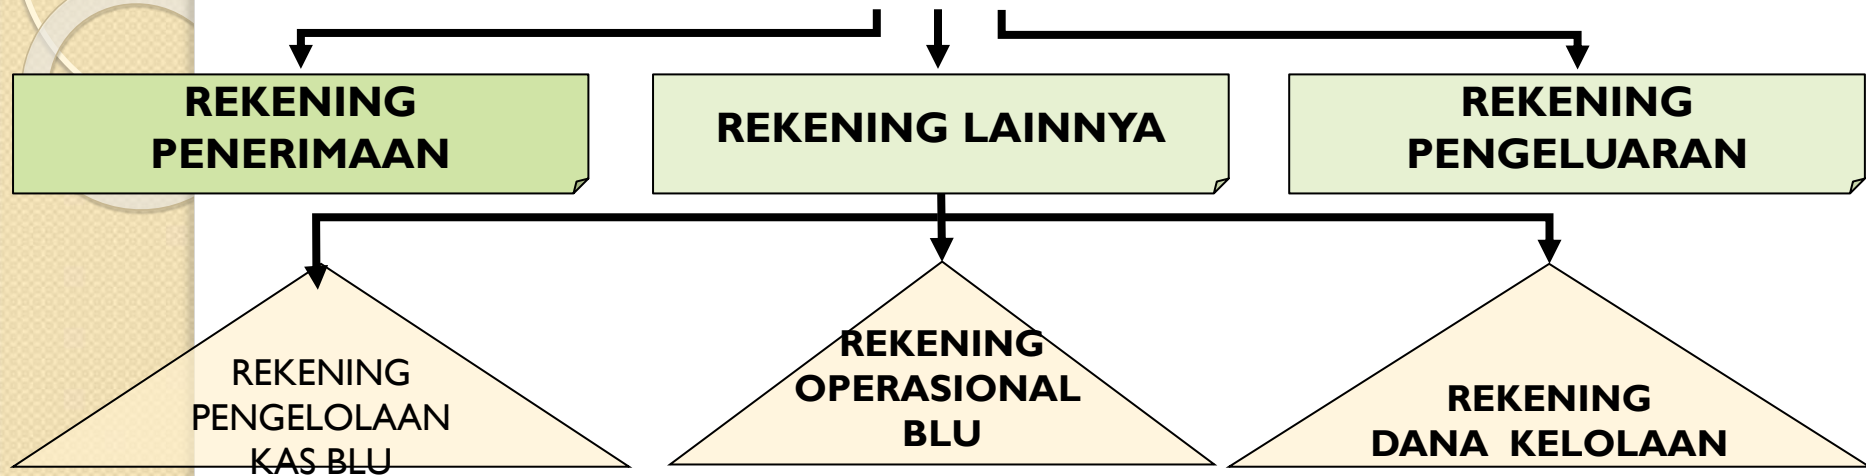 REKENING
PENERIMAAN
REKENING LAINNYA
REKENING
PENGELUARAN
REKENING
PENGELOLAAN
KAS BLU
REKENING
OPERASIONAL
BLU
REKENING
DANA KELOLAAN